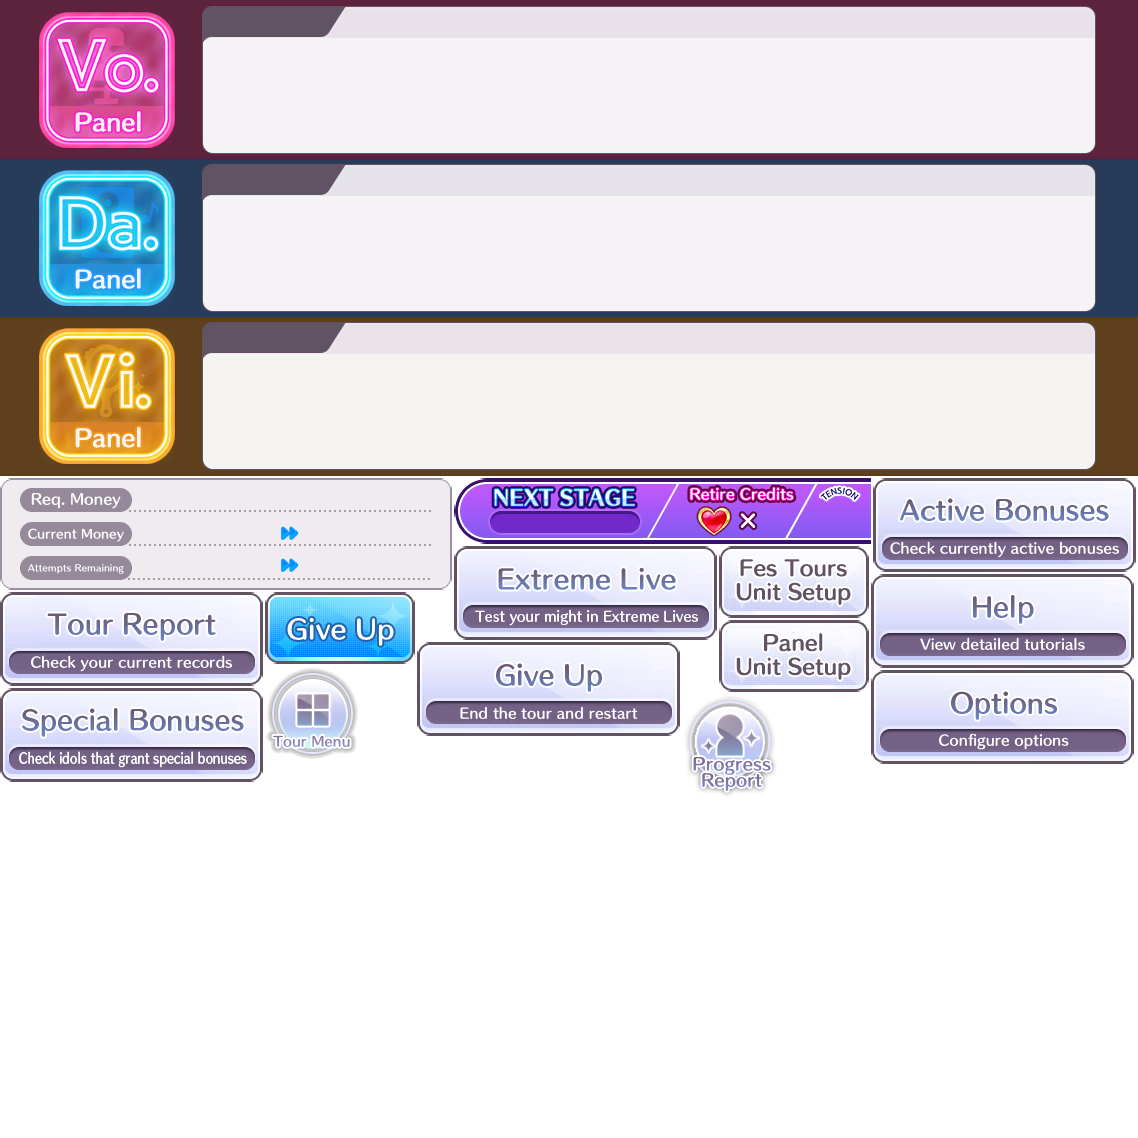 Vo.
Panel
Da.
Panel
Vi.
Panel
Req. Money
Current Money
Attempts Remaining
NEXT STAGE
Retire Credits
TENSION
Active Bonuses
Check currently active bonuses
Extreme Live
Test your might in Extreme Lives
Fes Tours
Unit Setup
Help
View detailed tutorials
Tour Report
Check your current records
Give Up
Panel
Unit Setup
Give Up
End the tour and restart
Options
Configure options
Special Bonuses
Check idols that grant special bonuses
Tour Menu
Progress
Report